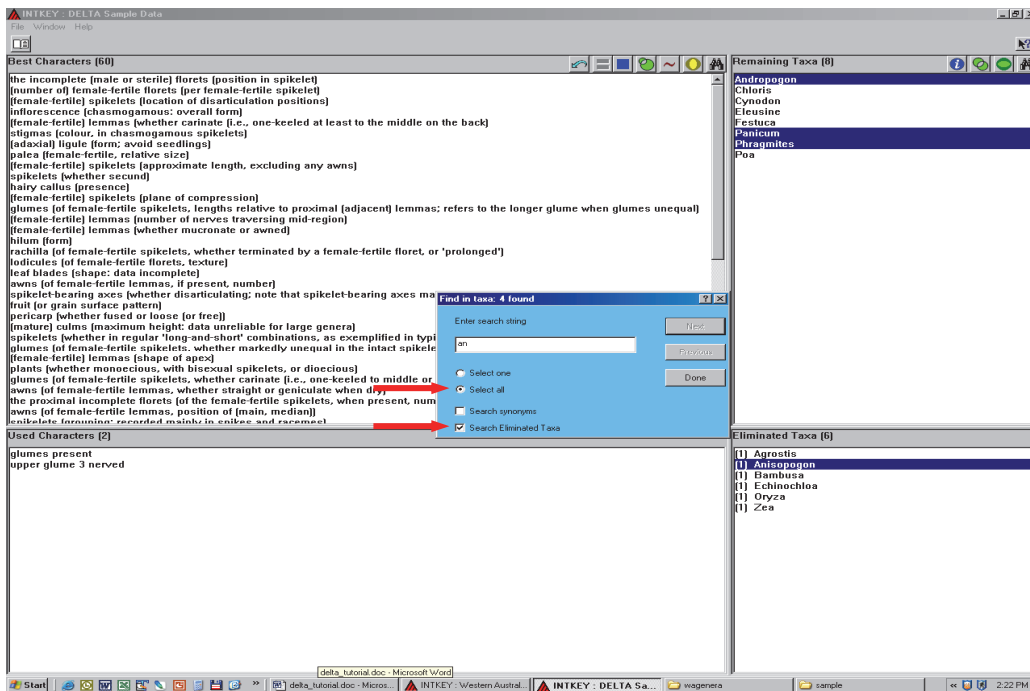 INTKEY : DELTA Sample Data
File Window Help
Best Characters (60)
the incomplete (male or sterile) florets (position in spikelet)
(number of) female-fertile florets (per female-fertile spikelet)
(female-fertile) spikelets (location of disarticulation positions)
inflorescence (chasmogamous: overall form)
(female-fertile) lemmas (whether carinate (i.e., one-keeled at least to the middle on the back)
stigmas (colour, in chasmogamous spikelets)
(adaxial) ligule (form; avoid seedlings)
palea (female-fertile, relative size)
(female-fertile) spikelets (approximate length, excluding any awns)
spikelets (whether secund)
hairy callus (presence)
(female-fertile) spikelets (plane of compression)
glumes (of female-fertile spikelets, lengths relative to proximal (adjacent) lemmas; refers to the longer glume when glumes unequal)
(female-fertile) lemmas (number of nerves traversing mid-region)
(female-fertile) lemmas (whether mucronate or awned)
hilum (form)
rachilla (of female-fertile spikelets, whether terminated by a female-fertile floret, or 'prolonged')
lodicules (of female-fertile florets, texture)
leaf blades (shape: data incomplete)
awns (of female-fertile lemmas, if present, number)
spikelet-bearing axes (whether disarticulating; note that spikelet-bearing axes ma
fruit (or grain surface pattern)
pericarp (whether fused or loose (or free))
(mature) culms (maximum height: data unreliable for large genera)
spikelets (whether in regular 'long-and-short' combinations, as exemplified in typi
glumes (of female-fertile spikelets, whether markedly unequal in the intact spikele
(female-fertile) lemmas (shape of apex)
plants (whether monoecious, with bisexual spikelets, or dioecious)
glumes (of female-fertile spikelets, whether carinate (i.e., one-keeled to middle or
awns (of female-fertile lemmas, whether straight or geniculate when dry)
the proximal incomplete florets (of the female-fertile spikelets, when present, num
awns (of female-fertile lemmas, position of (main, median))
spikelets (grouping: recorded mainly in spikes and racemes)
Remaining Taxa (8)
Andropogon
Chloris
Cynodon
Eleusine
Festuca
Panicum
Phragmites
Poa
Find in taxa: 4 found
Enter search string
Next
an
Previous
Select one
Done
Select all
Search synonyms
Search Eliminated Taxa
Used Characters (2)
glumes present
upper glume 3 nerved
Eliminated Taxa (6)
(1) Agrostis
(1) Anisopogon
(1) Bambusa
(1) Echinochloa
(1) Oryza
(1) Zea
delta_tutorial.doc - Microsoft Word
Start
delta_tutorial.doc - Micros...
INTKEY : Western Austral...
INTKEY : DELTA Sa...
wagenera
sample
2:22 PM